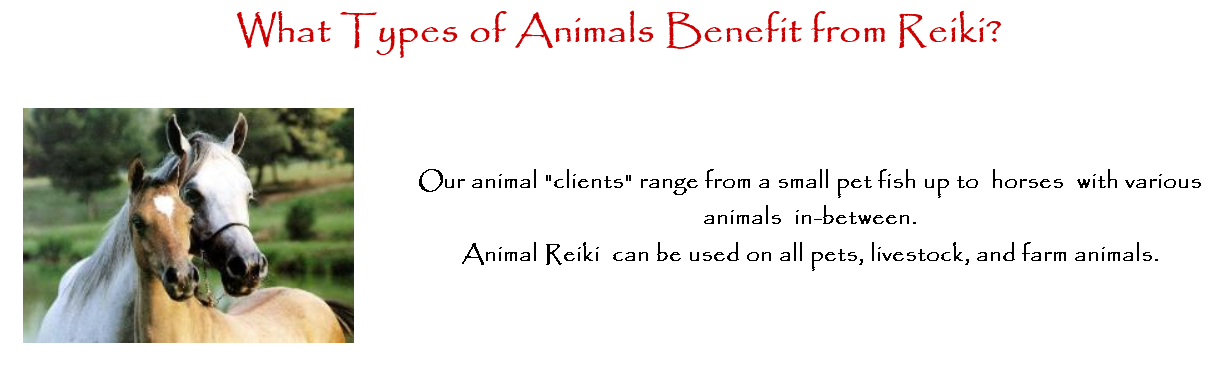 What Types of Animals Benefit from Reiki?
Our animal "clients" range from a small pet fish up to horses with various
animals in-between.
Animal Reiki can be used on all pets, livestock, and farm animals.